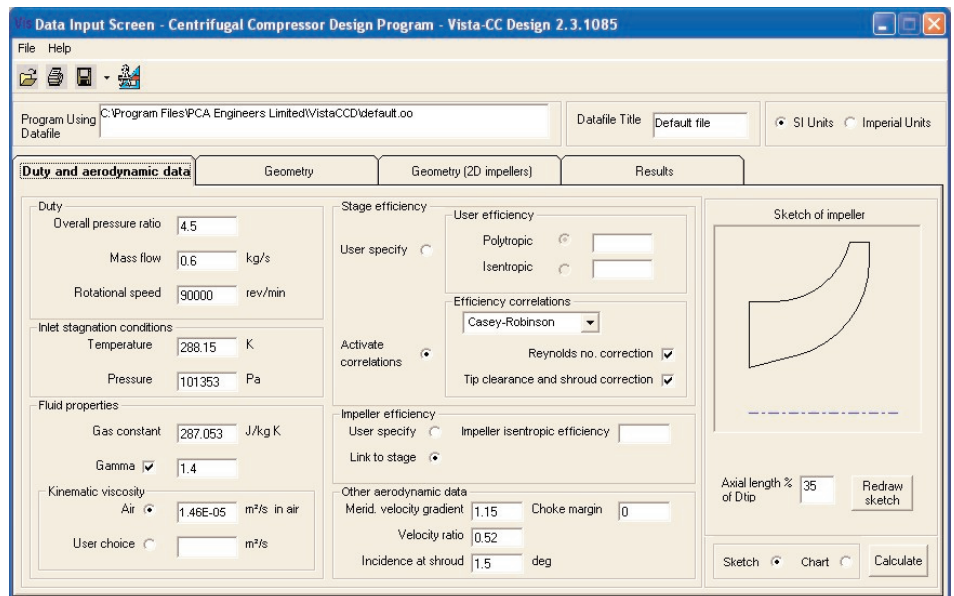 Data Input Screen - Centrifugal Compressor Design Program - Vista-CC Design 2.3.1085
File Help
Program Using Datafile
C:\Program Files\PCA Engineers Limited\VistaCCD\default.oo
Datafile Title
Default file
SI Units
Imperial Units
Duty and aerodynamic data
Geometry
Geometry (2D impellers)
Results
Duty
Overall pressure ratio 4.5
Mass flow 0.6 kg/s
Rotational speed 90000 rev/min
Inlet stagnation conditions
Temperature 288.15 K
Pressure 101353 Pa
Fluid properties
Gas constant 287.053 J/kg K
Gamma 1.4
Kinematic viscosity
Air 1.46E-05 m²/s in air
User choice m²/s
Stage efficiency
User specify
User efficiency
Polytropic
Isentropic
Efficiency correlations
Casey-Robinson
Activate
correlations
Reynolds no. correction
Tip clearance and shroud correction
Impeller efficiency
User specify
Impeller isentropic efficiency
Link to stage
Other aerodynamic data
Merid. velocity gradient 1.15
Choke margin 0
Velocity ratio 0.52
Incidence at shroud 1.5 deg
Sketch of impeller
Axial length %
of Dtip
35
Redraw
sketch
Sketch
Chart
Calculate